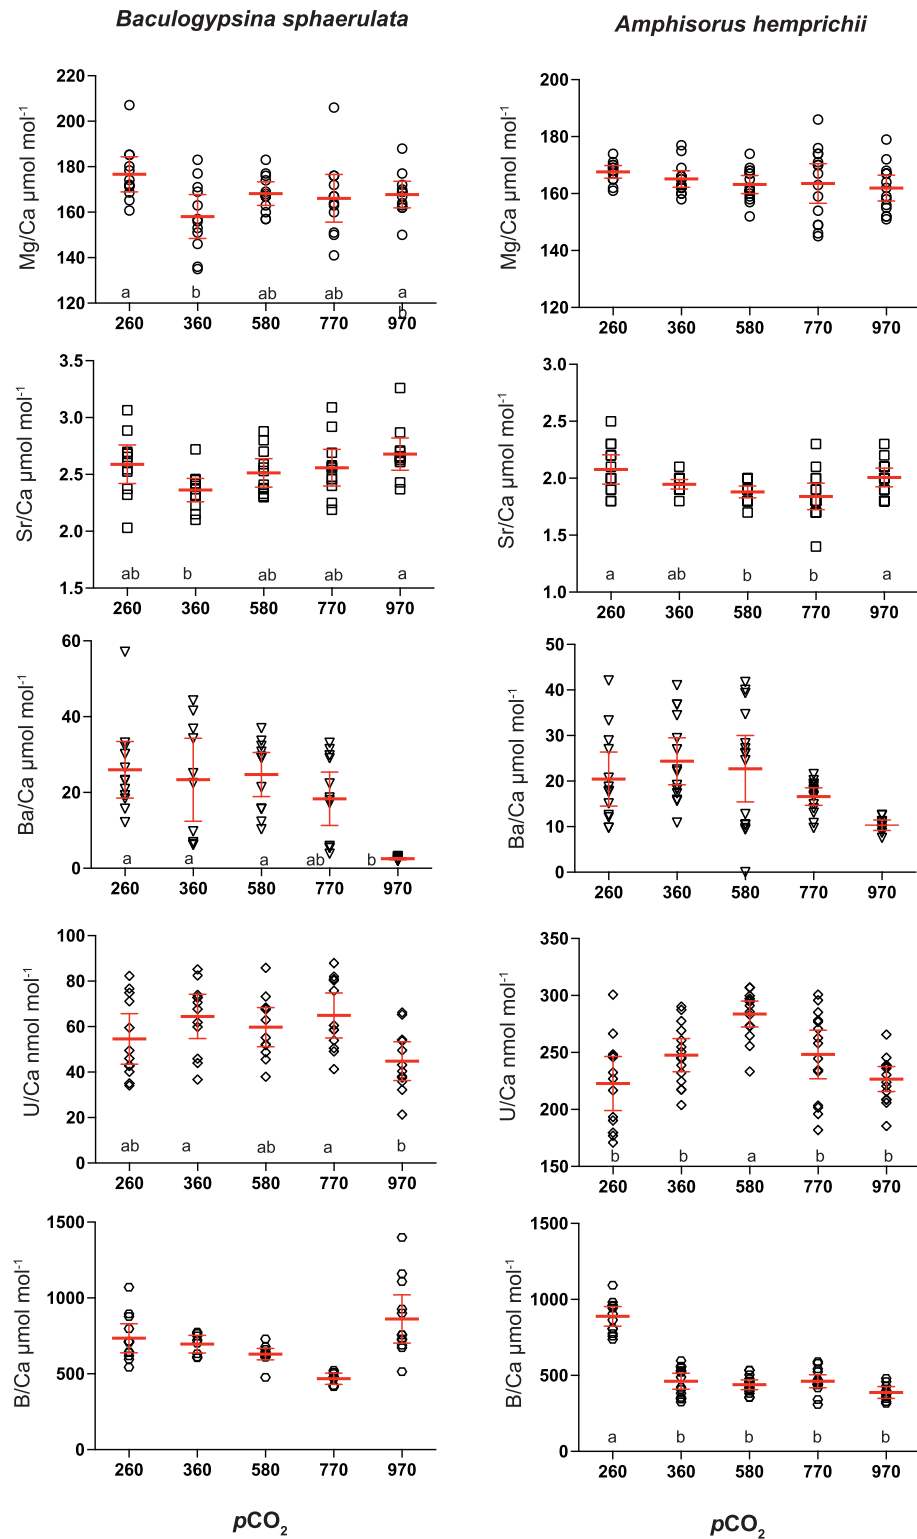 Baculogypsina sphaerulata
Amphisorus hemprichii
Mg/Ca µmol mol-1
220
200
180
160
140
120
a b ab ab a
b
260 360 580 770 970
Mg/Ca µmol mol-1
200
180
160
140
120
260 360 580 770 970
Sr/Ca µmol mol-1
3.5
3.0
2.5
2.0
1.5
ab b ab ab a
260 360 580 770 970
Sr/Ca µmol mol-1
3.0
2.5
2.0
1.5
1.0
a ab b b a
260 360 580 770 970
Ba/Ca µmol mol-1
60
40
20
0
a a a ab b
260 360 580 770 970
Ba/Ca µmol mol-1
50
40
30
20
10
0
260 360 580 770 970
U/Ca nmol mol-1
100
80
60
40
20
0
ab a ab a b
260 360 580 770 970
U/Ca nmol mol-1
350
300
250
200
150
b b a b b
260 360 580 770 970
B/Ca µmol mol-1
1500
1000
500
0
260 360 580 770 970
pCO2
B/Ca µmol mol-1
1500
1000
500
0
a b b b b
260 360 580 770 970
pCO2